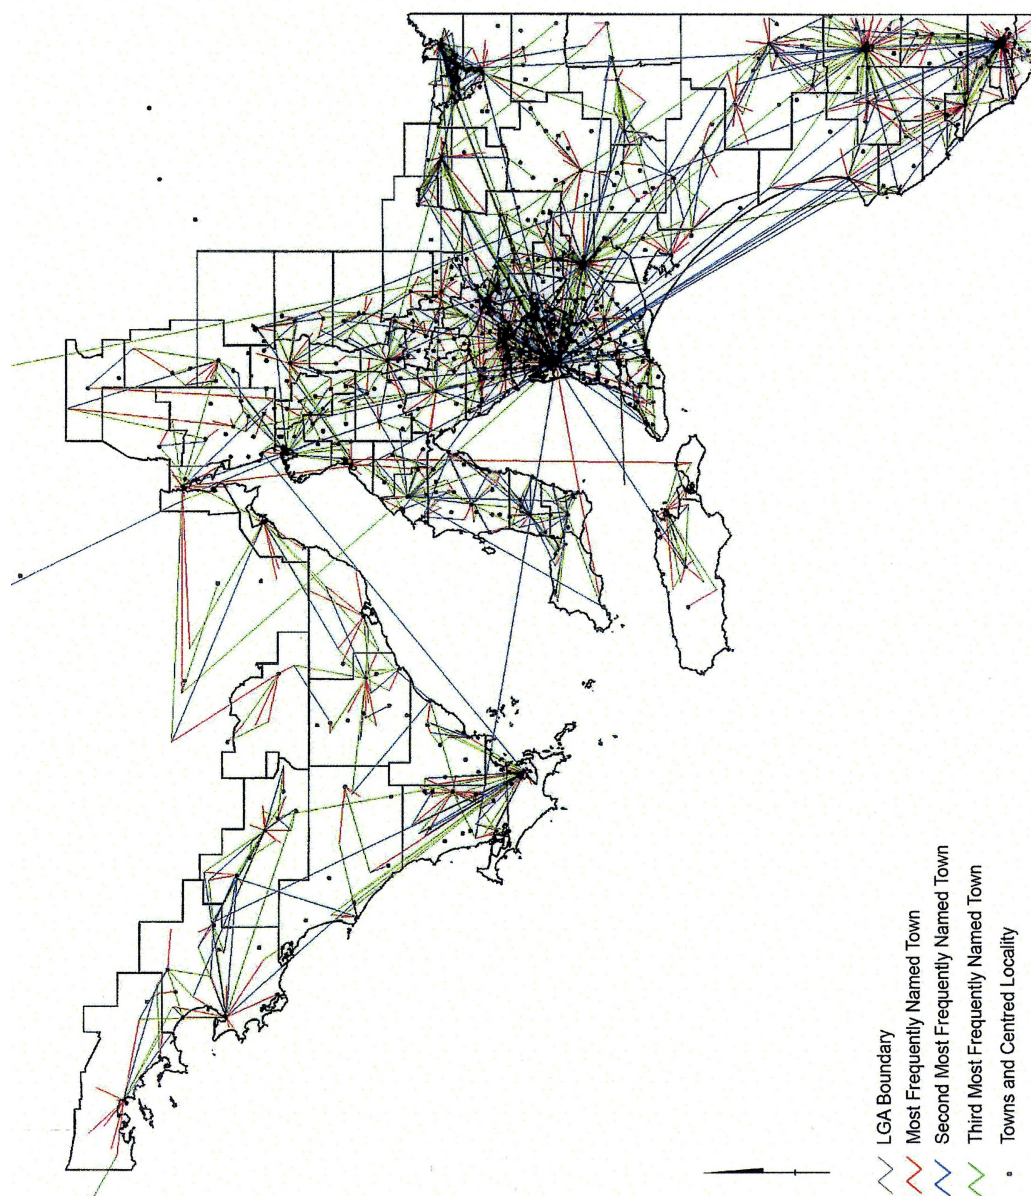 LGA Boundary
Most Frequently Named Town
Second Most Frequently Named Town
Third Most Frequently Named Town
Towns and Centred Locality